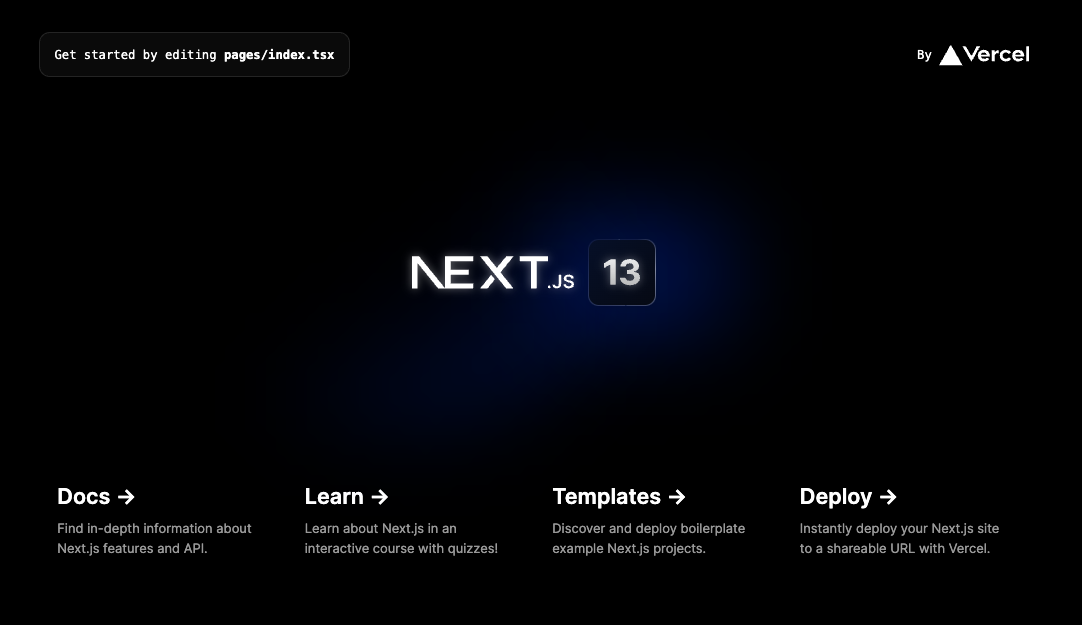 Get started by editing pages/index.tsx
By Vercel
NEXT.JS 13
Docs ->
Find in-depth information about
Next.js features and API.
Learn ->
Learn about Next.js in an
interactive course with quizzes!
Templates ->
Discover and deploy boilerplate
example Next.js projects.
Deploy ->
Instantly deploy your Next.js site
to a shareable URL with Vercel.